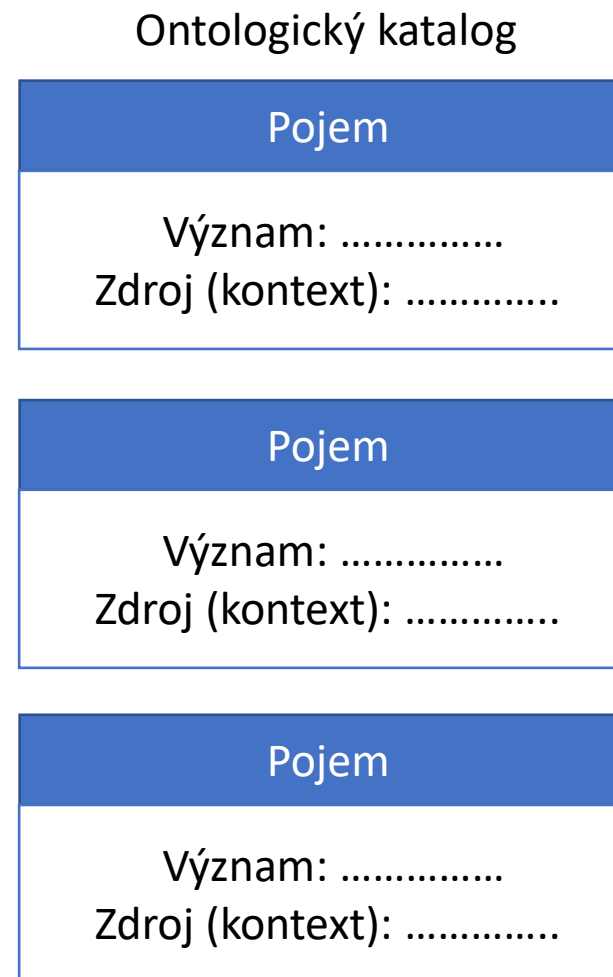 Ontologický katalog
Pojem
Význam: ……………
Zdroj (kontext): …………..
Pojem
Význam: ……………
Zdroj (kontext): …………..
Pojem
Význam: ……………
Zdroj (kontext): …………..